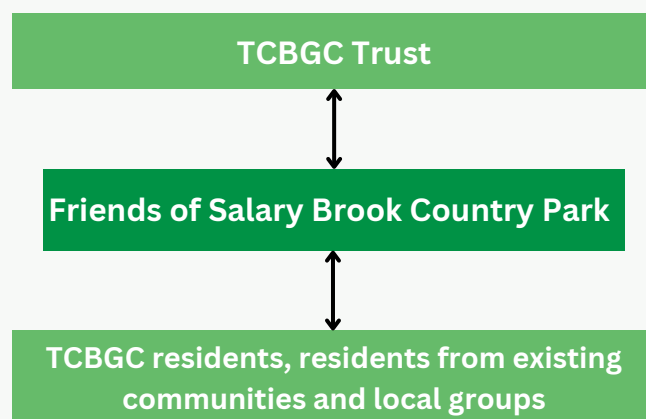 TCBGC Trust
Friends of Salary Brook Country Park
TCBGC residents, residents from existing
communities and local groups